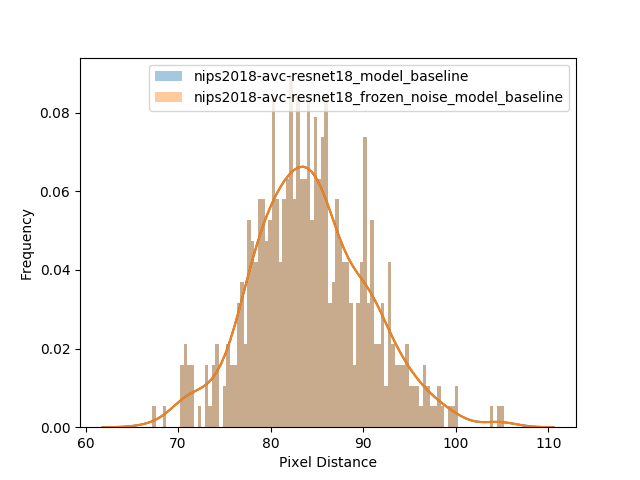 nips2018-avc-resnet18_model_baseline
nips2018-avc-resnet18_frozen_noise_model_baseline
0.08
0.06
0.04
0.02
0.00
Frequency
60 70 80 90 100 110
Pixel Distance